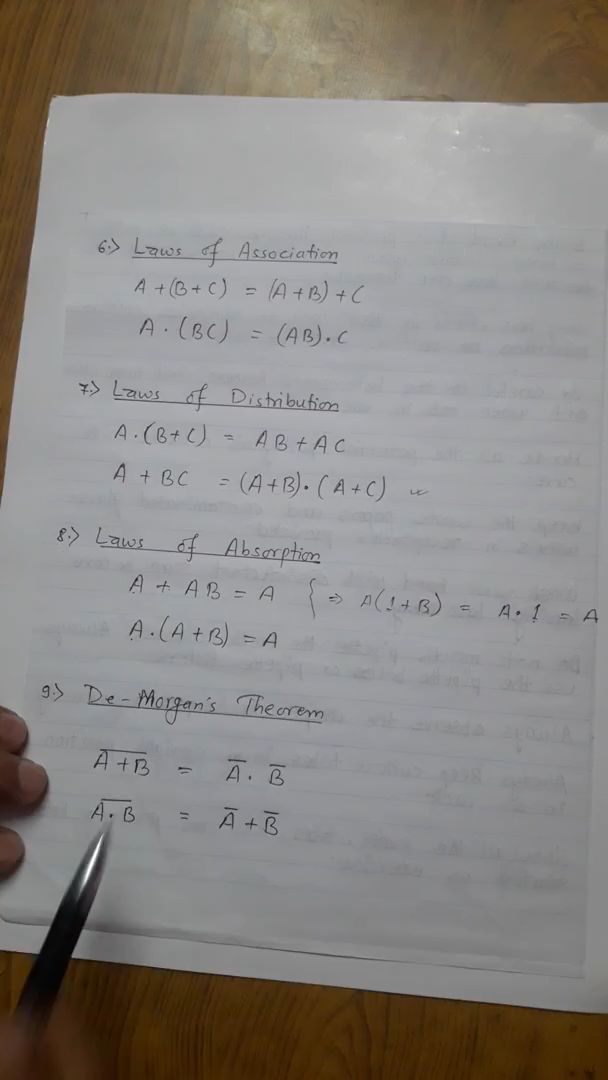 6.> Laws of Association
A + (B + C) = (A + B) + C
A . (BC) = (AB) . C
7.> Laws of Distribution
A . (B + C) = AB + AC
A + BC = (A + B) . (A + C)
8.> Laws of Absorption
A + AB = A { ⇒ A(1 + B) = A . 1 = A
A . (A + B) = A
9.> De-Morgan's Theorem
A̅ ̅+̅ ̅B̅ = A̅ . B̅
A̅ ̅.̅ ̅B̅ = A̅ + B̅